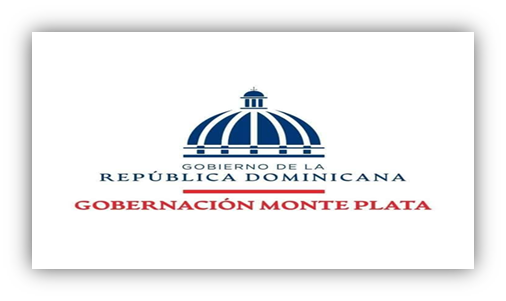 GOBIERNO DE LA
REPÚBLICA DOMINICANA
GOBERNACIÓN MONTE PLATA